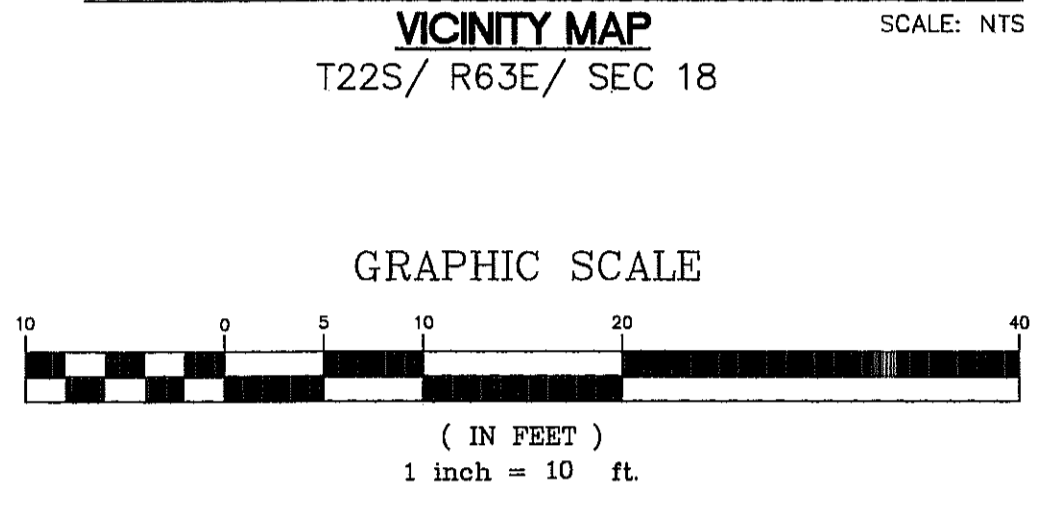 VICINITY MAP
SCALE: NTS
T22S/ R63E/ SEC 18
GRAPHIC SCALE
10 0 5 10 20 40
( IN FEET )
1 inch = 10 ft.